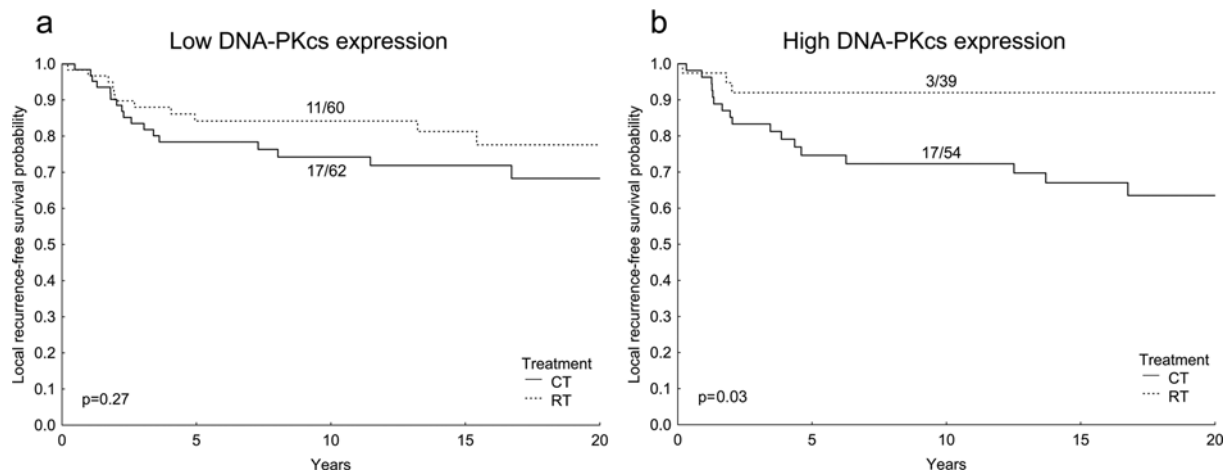 a
Low DNA-PKcs expression
Local recurrence-free survival probability
1.0
0.9
0.8
0.7
0.6
0.5
0.4
0.3
0.2
0.1
0.0
11/60
17/62
Treatment
CT
RT
p=0.27
0 5 10 15 20
Years
b
High DNA-PKcs expression
Local recurrence-free survival probability
1.0
0.9
0.8
0.7
0.6
0.5
0.4
0.3
0.2
0.1
0.0
3/39
17/54
Treatment
CT
RT
p=0.03
0 5 10 15 20
Years